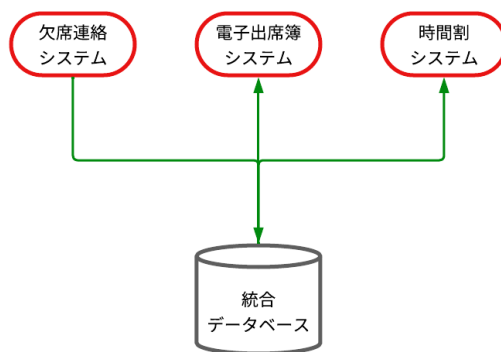 欠席連絡
システム
電子出席簿
システム
時間割
システム
統合
データベース